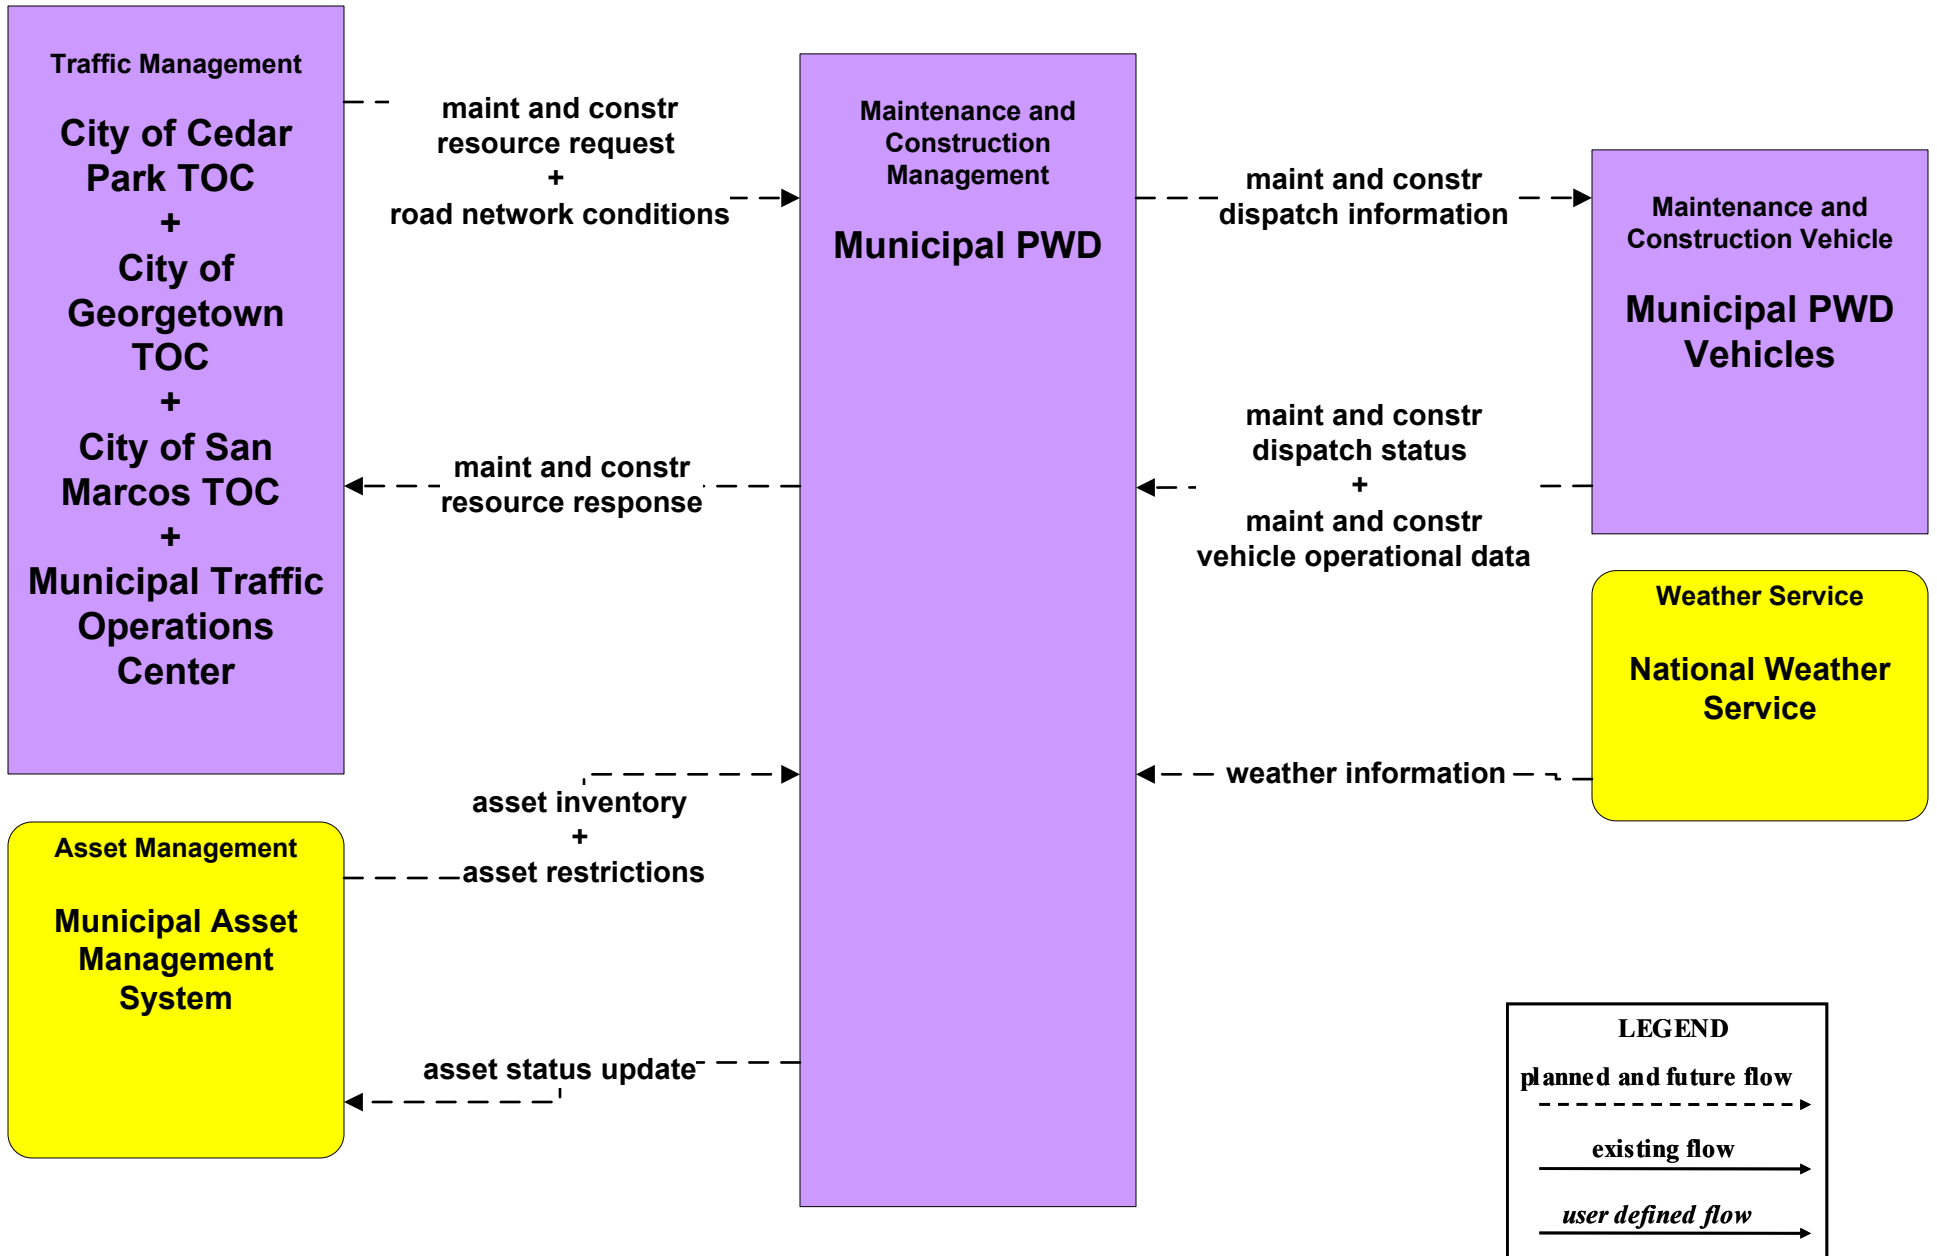 Traffic Management
City of Cedar
Park TOC
+
City of
Georgetown
TOC
+
City of San
Marcos TOC
+
Municipal Traffic
Operations
Center
maint and constr
resource request
+
road network conditions
maint and constr
resource response
Maintenance and
Construction
Management
Municipal PWD
maint and constr
dispatch information
maint and constr
dispatch status
+
maint and constr
vehicle operational data
Maintenance and
Construction Vehicle
Municipal PWD
Vehicles
Weather Service
National Weather
Service
weather information
asset inventory
+
asset restrictions
Asset Management
Municipal Asset
Management
System
asset status update
LEGEND
planned and future flow
existing flow
user defined flow